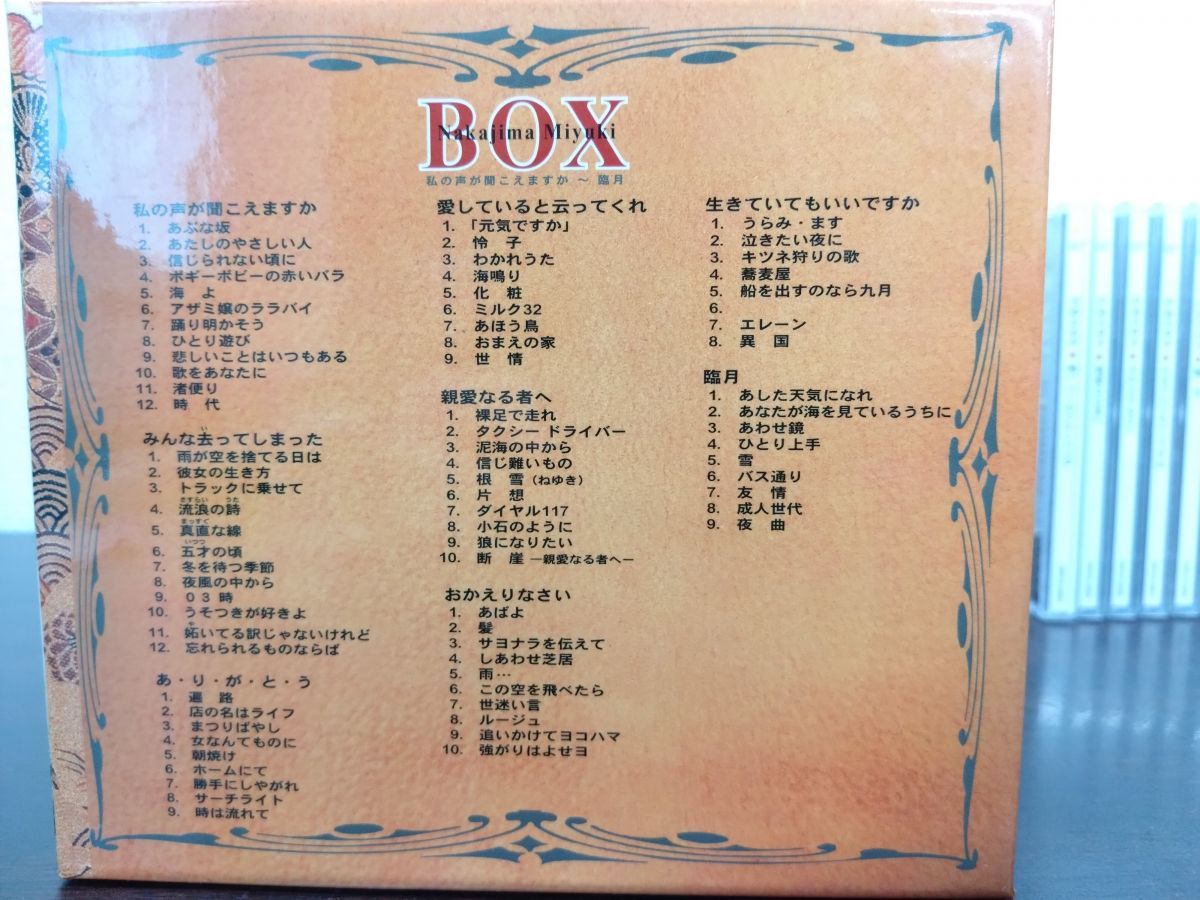 BOX
Nakajima Miyuki
私の声が聞こえますか ～ 臨月
私の声が聞こえますか
1. あぶな坂
2. あたしのやさしい人
3. 信じられない頃に
4. ボギーボビーの赤いバラ
5. 海 よ
6. アザミ嬢のララバイ
7. 踊り明かそう
8. ひとり遊び
9. 悲しいことはいつもある
10. 歌をあなたに
11. 渚便り
12. 時 代
みんな去ってしまった
い
1. 雨が空を捨てる日は
2. 彼女の生き方
3. トラックに乗せて
さすらい うた
4. 流浪の詩
まっすぐ
5. 真直な線
いつつ
6. 五才の頃
7. 冬を待つ季節
8. 夜風の中から
9. 03時
10. うそつきが好きよ
や
11. 妬いてる訳じゃないけれど
12. 忘れられるものならば
あ・り・が・と・う
1. 遍 路
2. 店の名はライフ
3. まつりばやし
4. 女なんてものに
5. 朝焼け
6. ホームにて
7. 勝手にしやがれ
8. サーチライト
9. 時は流れて
愛していると云ってくれ
1. 「元気ですか」
2. 怜 子
3. わかれうた
4. 海鳴り
5. 化 粧
6. ミルク32
7. あほう鳥
8. おまえの家
9. 世 情
親愛なる者へ
1. 裸足で走れ
2. タクシー ドライバー
3. 泥海の中から
4. 信じ難いもの
5. 根 雪(ねゆき)
6. 片 想
7. ダイヤル117
8. 小石のように
9. 狼になりたい
10. 断 崖 ―親愛なる者へ―
おかえりなさい
1. あばよ
2. 髪
3. サヨナラを伝えて
4. しあわせ芝居
5. 雨…
6. この空を飛べたら
7. 世迷い言
8. ルージュ
9. 追いかけてヨコハマ
10. 強がりはよせヨ
生きていてもいいですか
1. うらみ・ます
2. 泣きたい夜に
3. キツネ狩りの歌
4. 蕎麦屋
5. 船を出すのなら九月
6.
7. エレーン
8. 異 国
臨月
1. あした天気になれ
2. あなたが海を見ているうちに
3. あわせ鏡
4. ひとり上手
5. 雪
6. バス通り
7. 友 情
8. 成人世代
9. 夜 曲